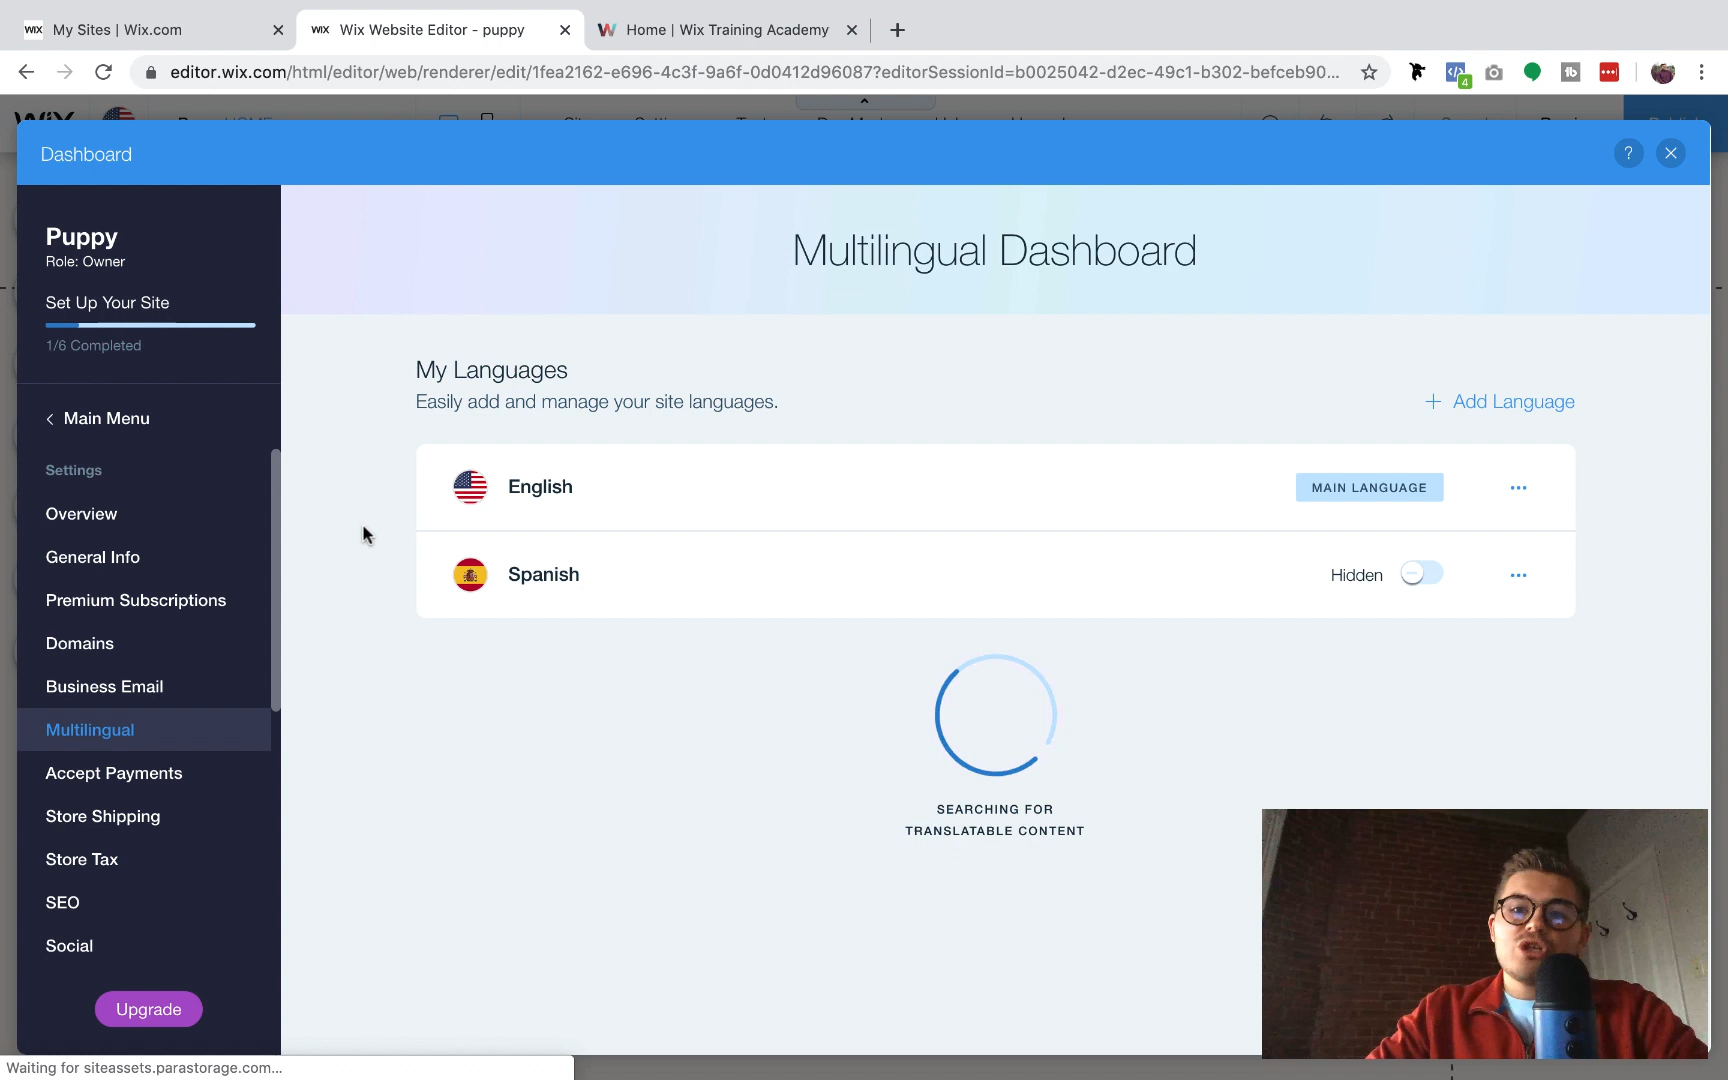 WIX My Sites | Wix.com
WIX Wix Website Editor - puppy
Home | Wix Training Academy
editor.wix.com/html/editor/web/renderer/edit/1fea2162-e696-4c3f-9a6f-0d0412d96087?editorSessionId=b0025042-d2ec-49c1-b302-befceb90...
4
Dashboard
?
Puppy
Role: Owner
Set Up Your Site
1/6 Completed
Main Menu
Settings
Overview
General Info
Premium Subscriptions
Domains
Business Email
Multilingual
Accept Payments
Store Shipping
Store Tax
SEO
Social
Upgrade
Multilingual Dashboard
My Languages
Easily add and manage your site languages.
+ Add Language
English
MAIN LANGUAGE
Spanish
Hidden
SEARCHING FOR
TRANSLATABLE CONTENT
Waiting for siteassets.parastorage.com...